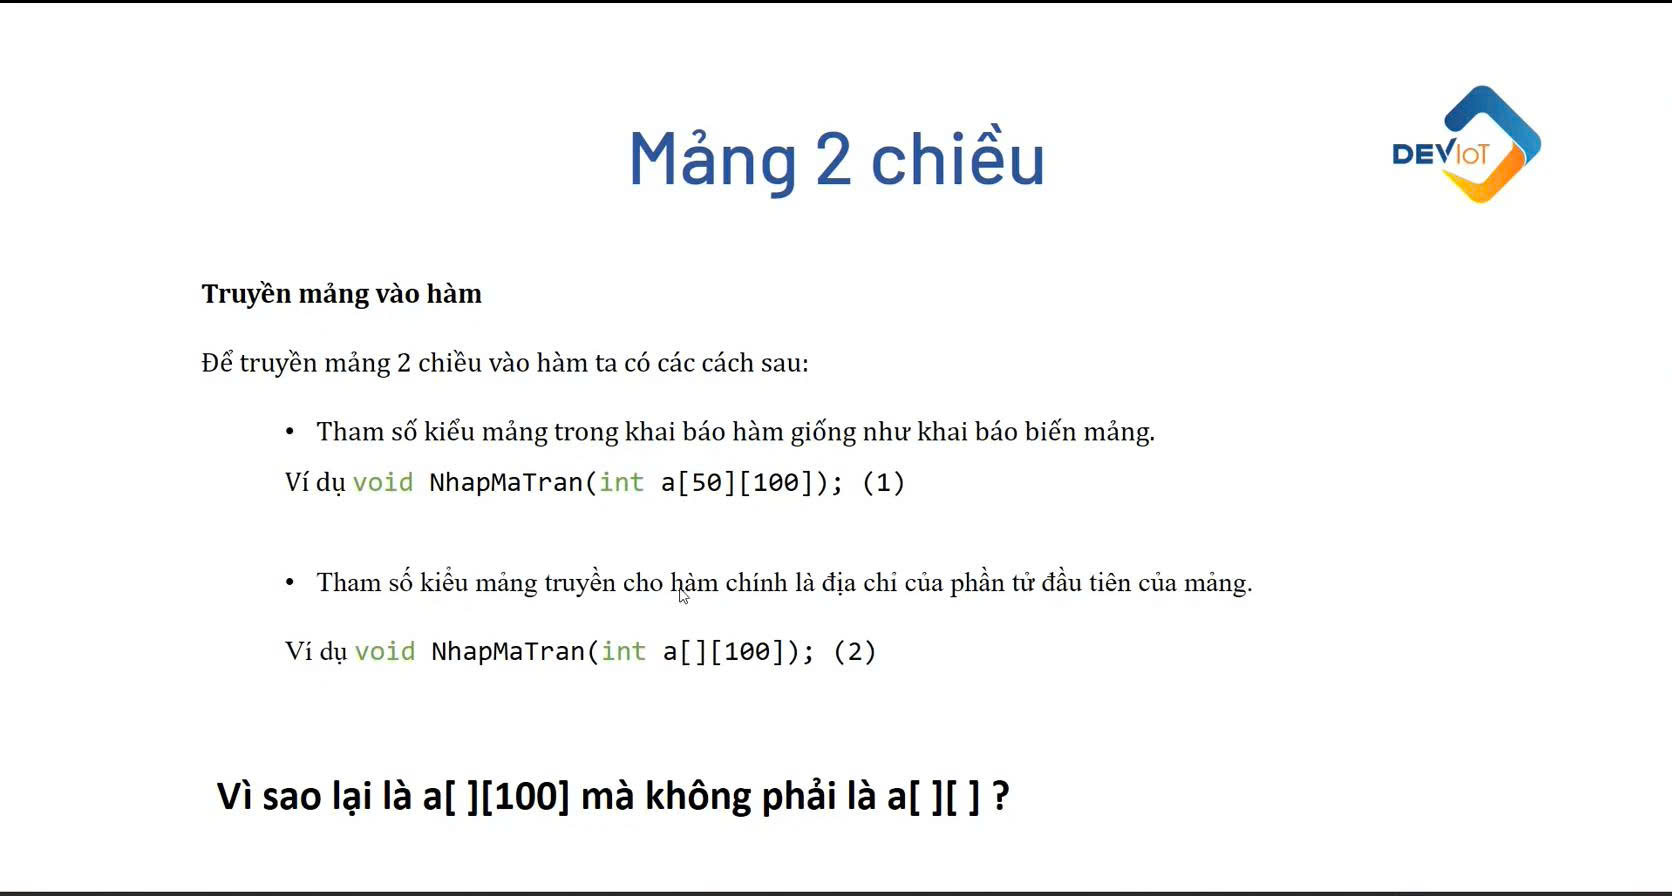 Mảng 2 chiều
DEVIoT
Truyền mảng vào hàm
Để truyền mảng 2 chiều vào hàm ta có các cách sau:
• Tham số kiểu mảng trong khai báo hàm giống như khai báo biến mảng.
Ví dụ void NhapMaTran(int a[50][100]); (1)
• Tham số kiểu mảng truyền cho hàm chính là địa chỉ của phần tử đầu tiên của mảng.
Ví dụ void NhapMaTran(int a[][100]); (2)
Vì sao lại là a[ ][100] mà không phải là a[ ][ ] ?